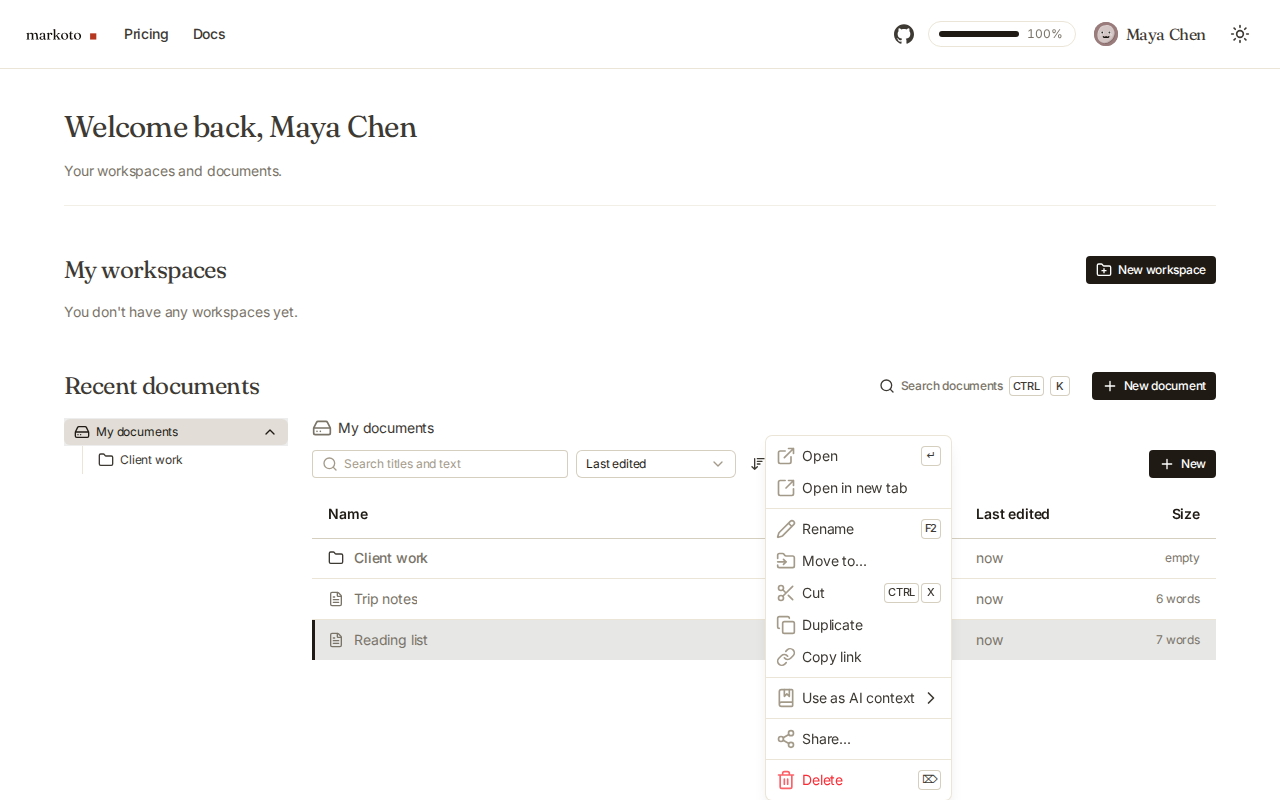 markoto
Pricing
Docs
100%
Maya Chen
Welcome back, Maya Chen
Your workspaces and documents.
My workspaces
New workspace
You don't have any workspaces yet.
Recent documents
Search documents CTRL K
New document
My documents
Client work
My documents
Search titles and text
Last edited
New
Name
Last edited
Size
Client work
now
empty
Trip notes
now
6 words
Reading list
now
7 words
Open ↵
Open in new tab
Rename F2
Move to...
Cut CTRL X
Duplicate
Copy link
Use as AI context
Share...
Delete ⌦